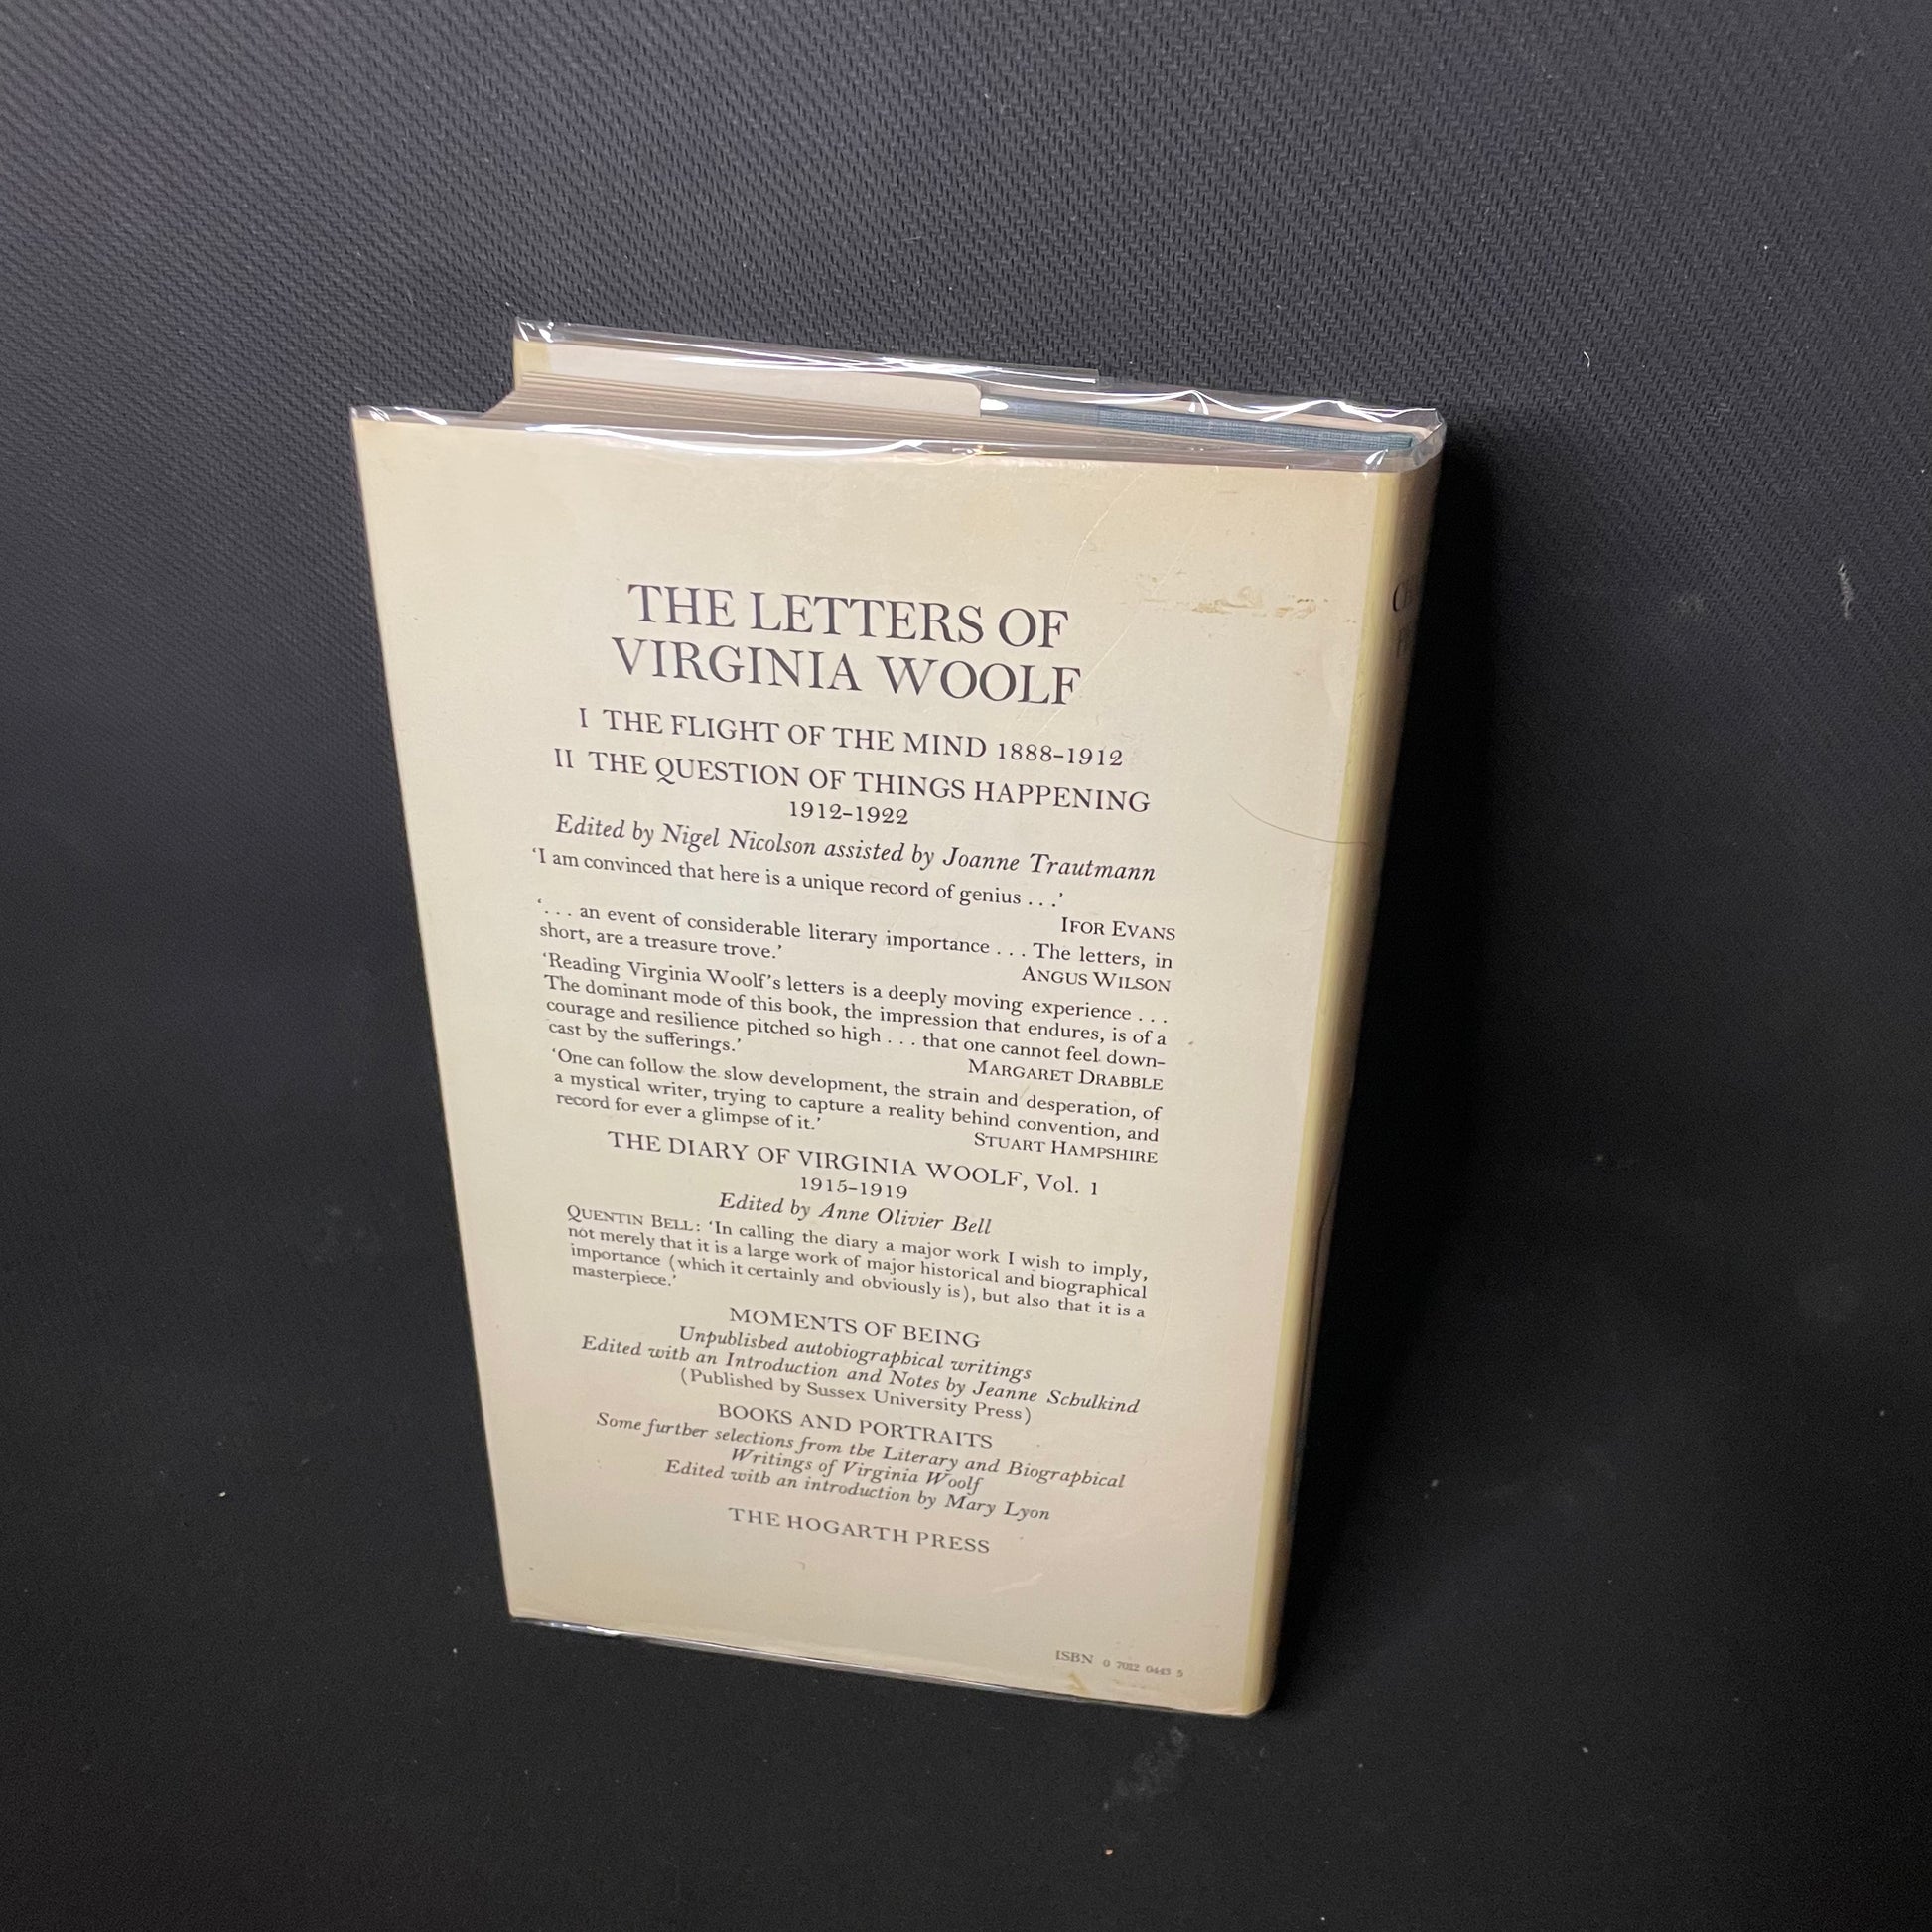 THE LETTERS OF
VIRGINIA WOOLF
I THE FLIGHT OF THE MIND 1888–1912
II THE QUESTION OF THINGS HAPPENING
1912–1922
Edited by Nigel Nicolson assisted by Joanne Trautmann
‘I am convinced that here is a unique record of genius . . .’
IFOR EVANS
‘. . . an event of considerable literary importance . . . The letters, in
short, are a treasure trove.’
ANGUS WILSON
‘Reading Virginia Woolf’s letters is a deeply moving experience . . .
The dominant mode of this book, the impression that endures, is of a
courage and resilience pitched so high . . . that one cannot feel down-
cast by the sufferings.’
MARGARET DRABBLE
‘One can follow the slow development, the strain and desperation, of
a mystical writer, trying to capture a reality behind convention, and
record for ever a glimpse of it.’
STUART HAMPSHIRE
THE DIARY OF VIRGINIA WOOLF, Vol. 1
1915–1919
Edited by Anne Olivier Bell
QUENTIN BELL: ‘In calling the diary a major work I wish to imply,
not merely that it is a large work of major historical and biographical
importance (which it certainly and obviously is), but also that it is a
masterpiece.’
MOMENTS OF BEING
Unpublished autobiographical writings
Edited with an Introduction and Notes by Jeanne Schulkind
(Published by Sussex University Press)
BOOKS AND PORTRAITS
Some further selections from the Literary and Biographical
Writings of Virginia Woolf
Edited with an introduction by Mary Lyon
THE HOGARTH PRESS
ISBN 0 7012 0443 5